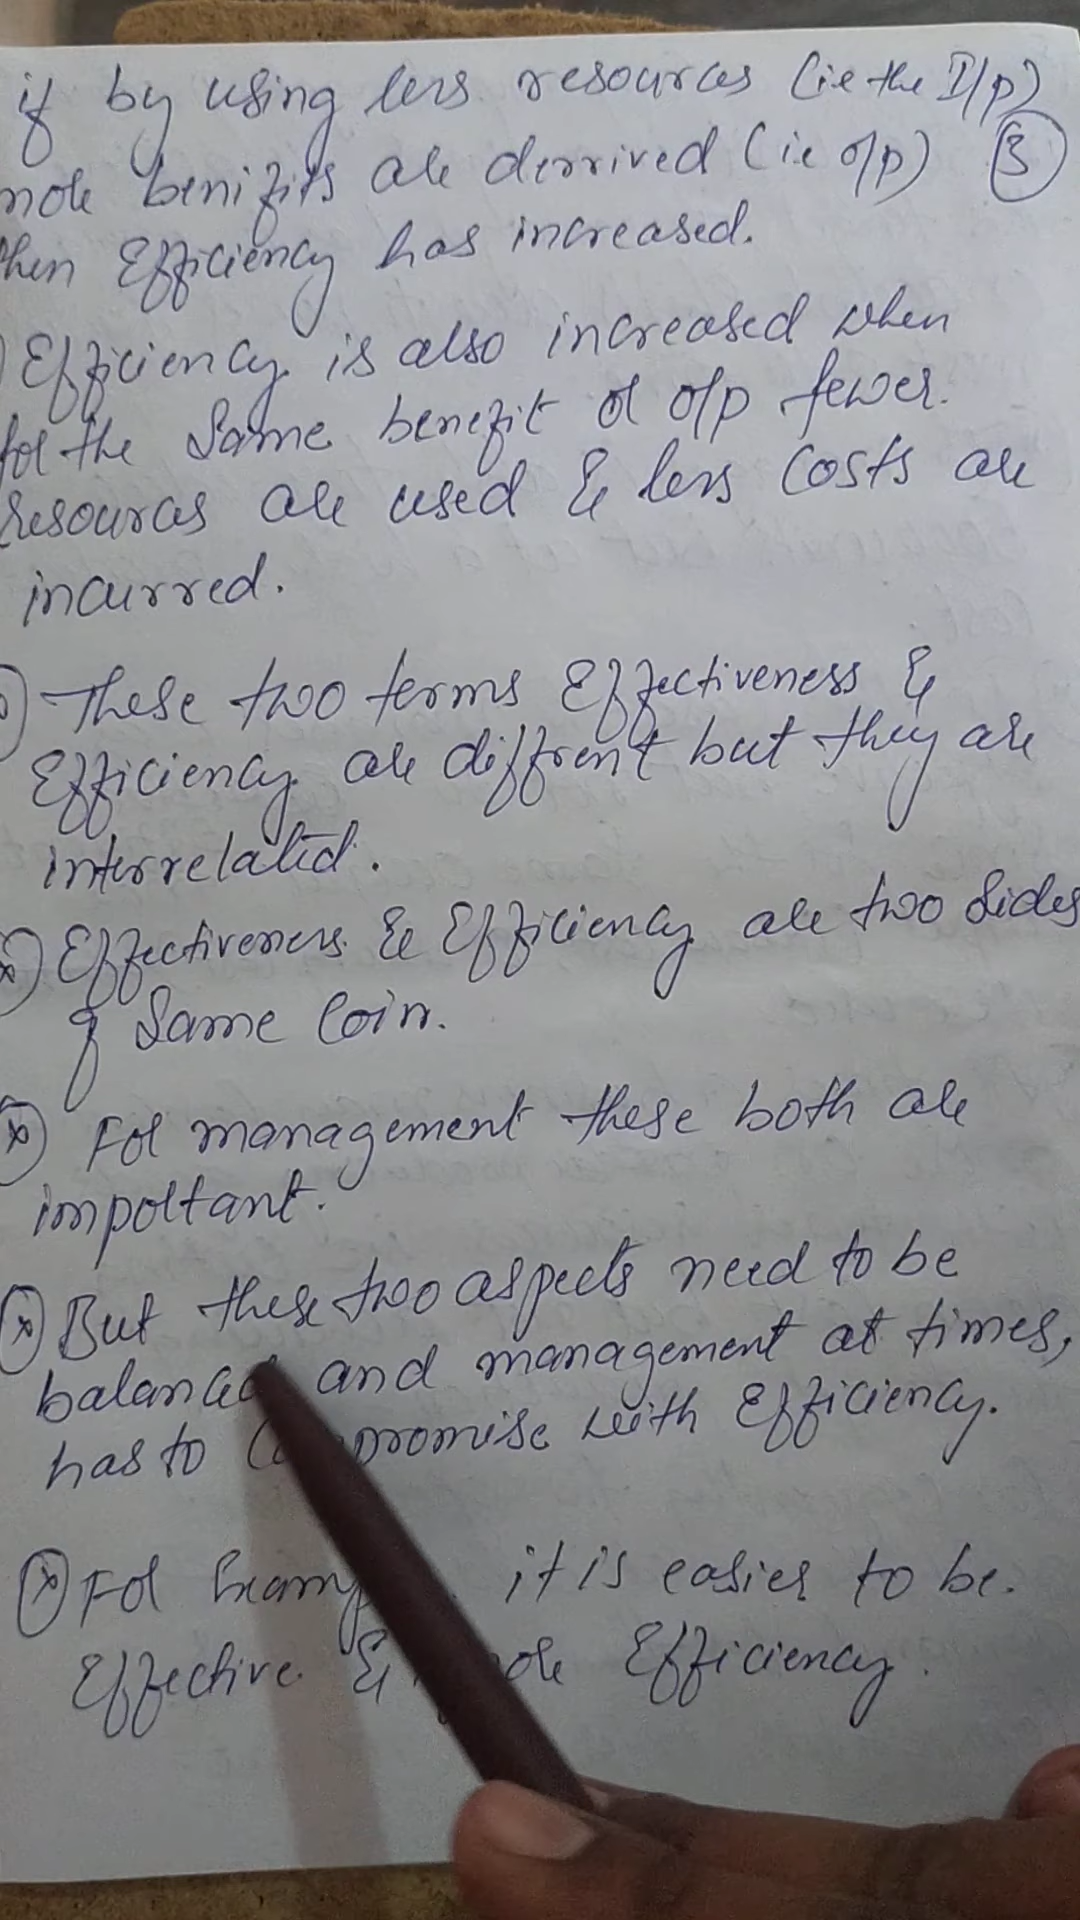 if by using less resources (ie the I/p)
more benifits are derrived (i.e o/p) 3
then Efficiency has increased.
Efficiency is also increased when
for the Same benefit or o/p fewer.
resources are used & less Costs are
incurred.
These two terms Effectiveness &
Efficiency are diffrent but they are
interrelated.
Effectiveness & Efficiency are two Sides
of Same Coin.
For management these both are
important.
But these two aspects need to be
balanced and management at times,
has to compromise with Efficiency.
For it is easier to be.
Effective & Efficiency.